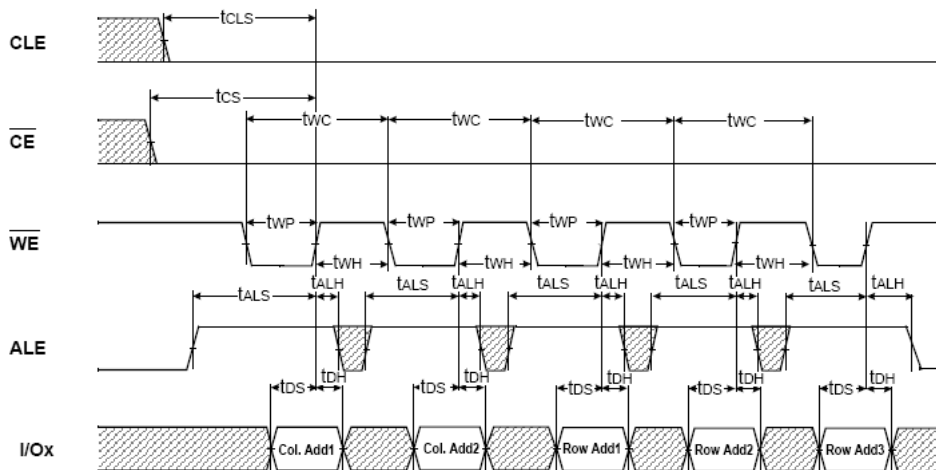 CLE
tCLS
CE
tCS
tWC tWC tWC tWC
WE
tWP tWP tWP tWP
tWH tWH tWH tWH
ALE
tALS tALH tALS tALH tALS tALH tALS tALH tALS tALH
I/Ox
tDS tDH tDS tDH tDS tDH tDS tDH tDS tDH
Col. Add1 Col. Add2 Row Add1 Row Add2 Row Add3